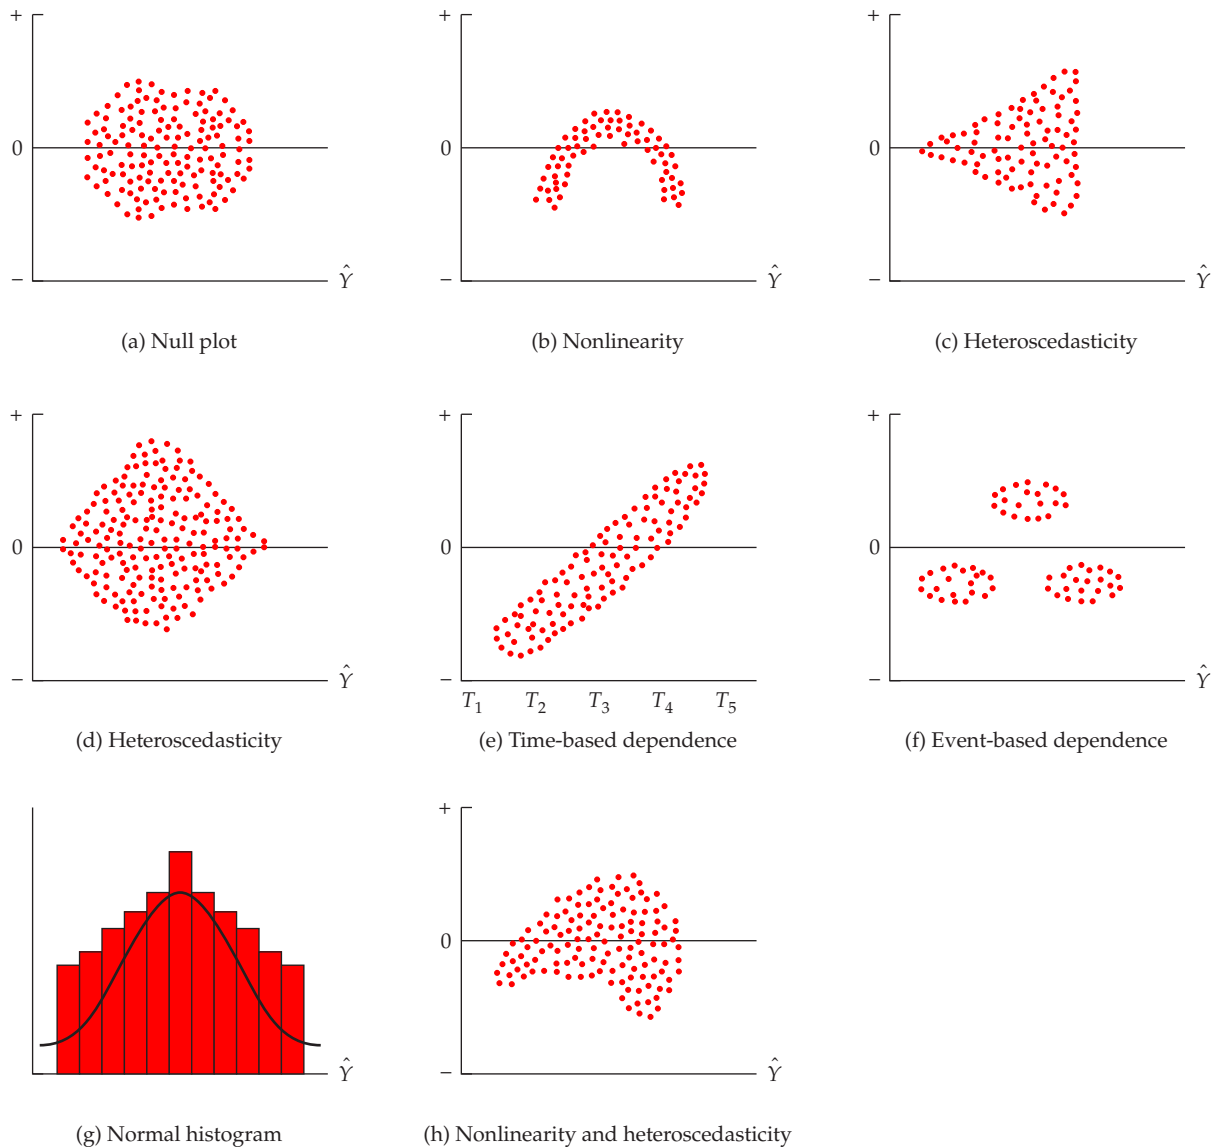 +
0
−
Ŷ
(a) Null plot
+
0
−
Ŷ
(b) Nonlinearity
+
0
−
Ŷ
(c) Heteroscedasticity
+
0
−
Ŷ
(d) Heteroscedasticity
+
0
−
T₁ T₂ T₃ T₄ T₅
(e) Time-based dependence
+
0
−
Ŷ
(f) Event-based dependence
Ŷ
(g) Normal histogram
+
0
−
Ŷ
(h) Nonlinearity and heteroscedasticity